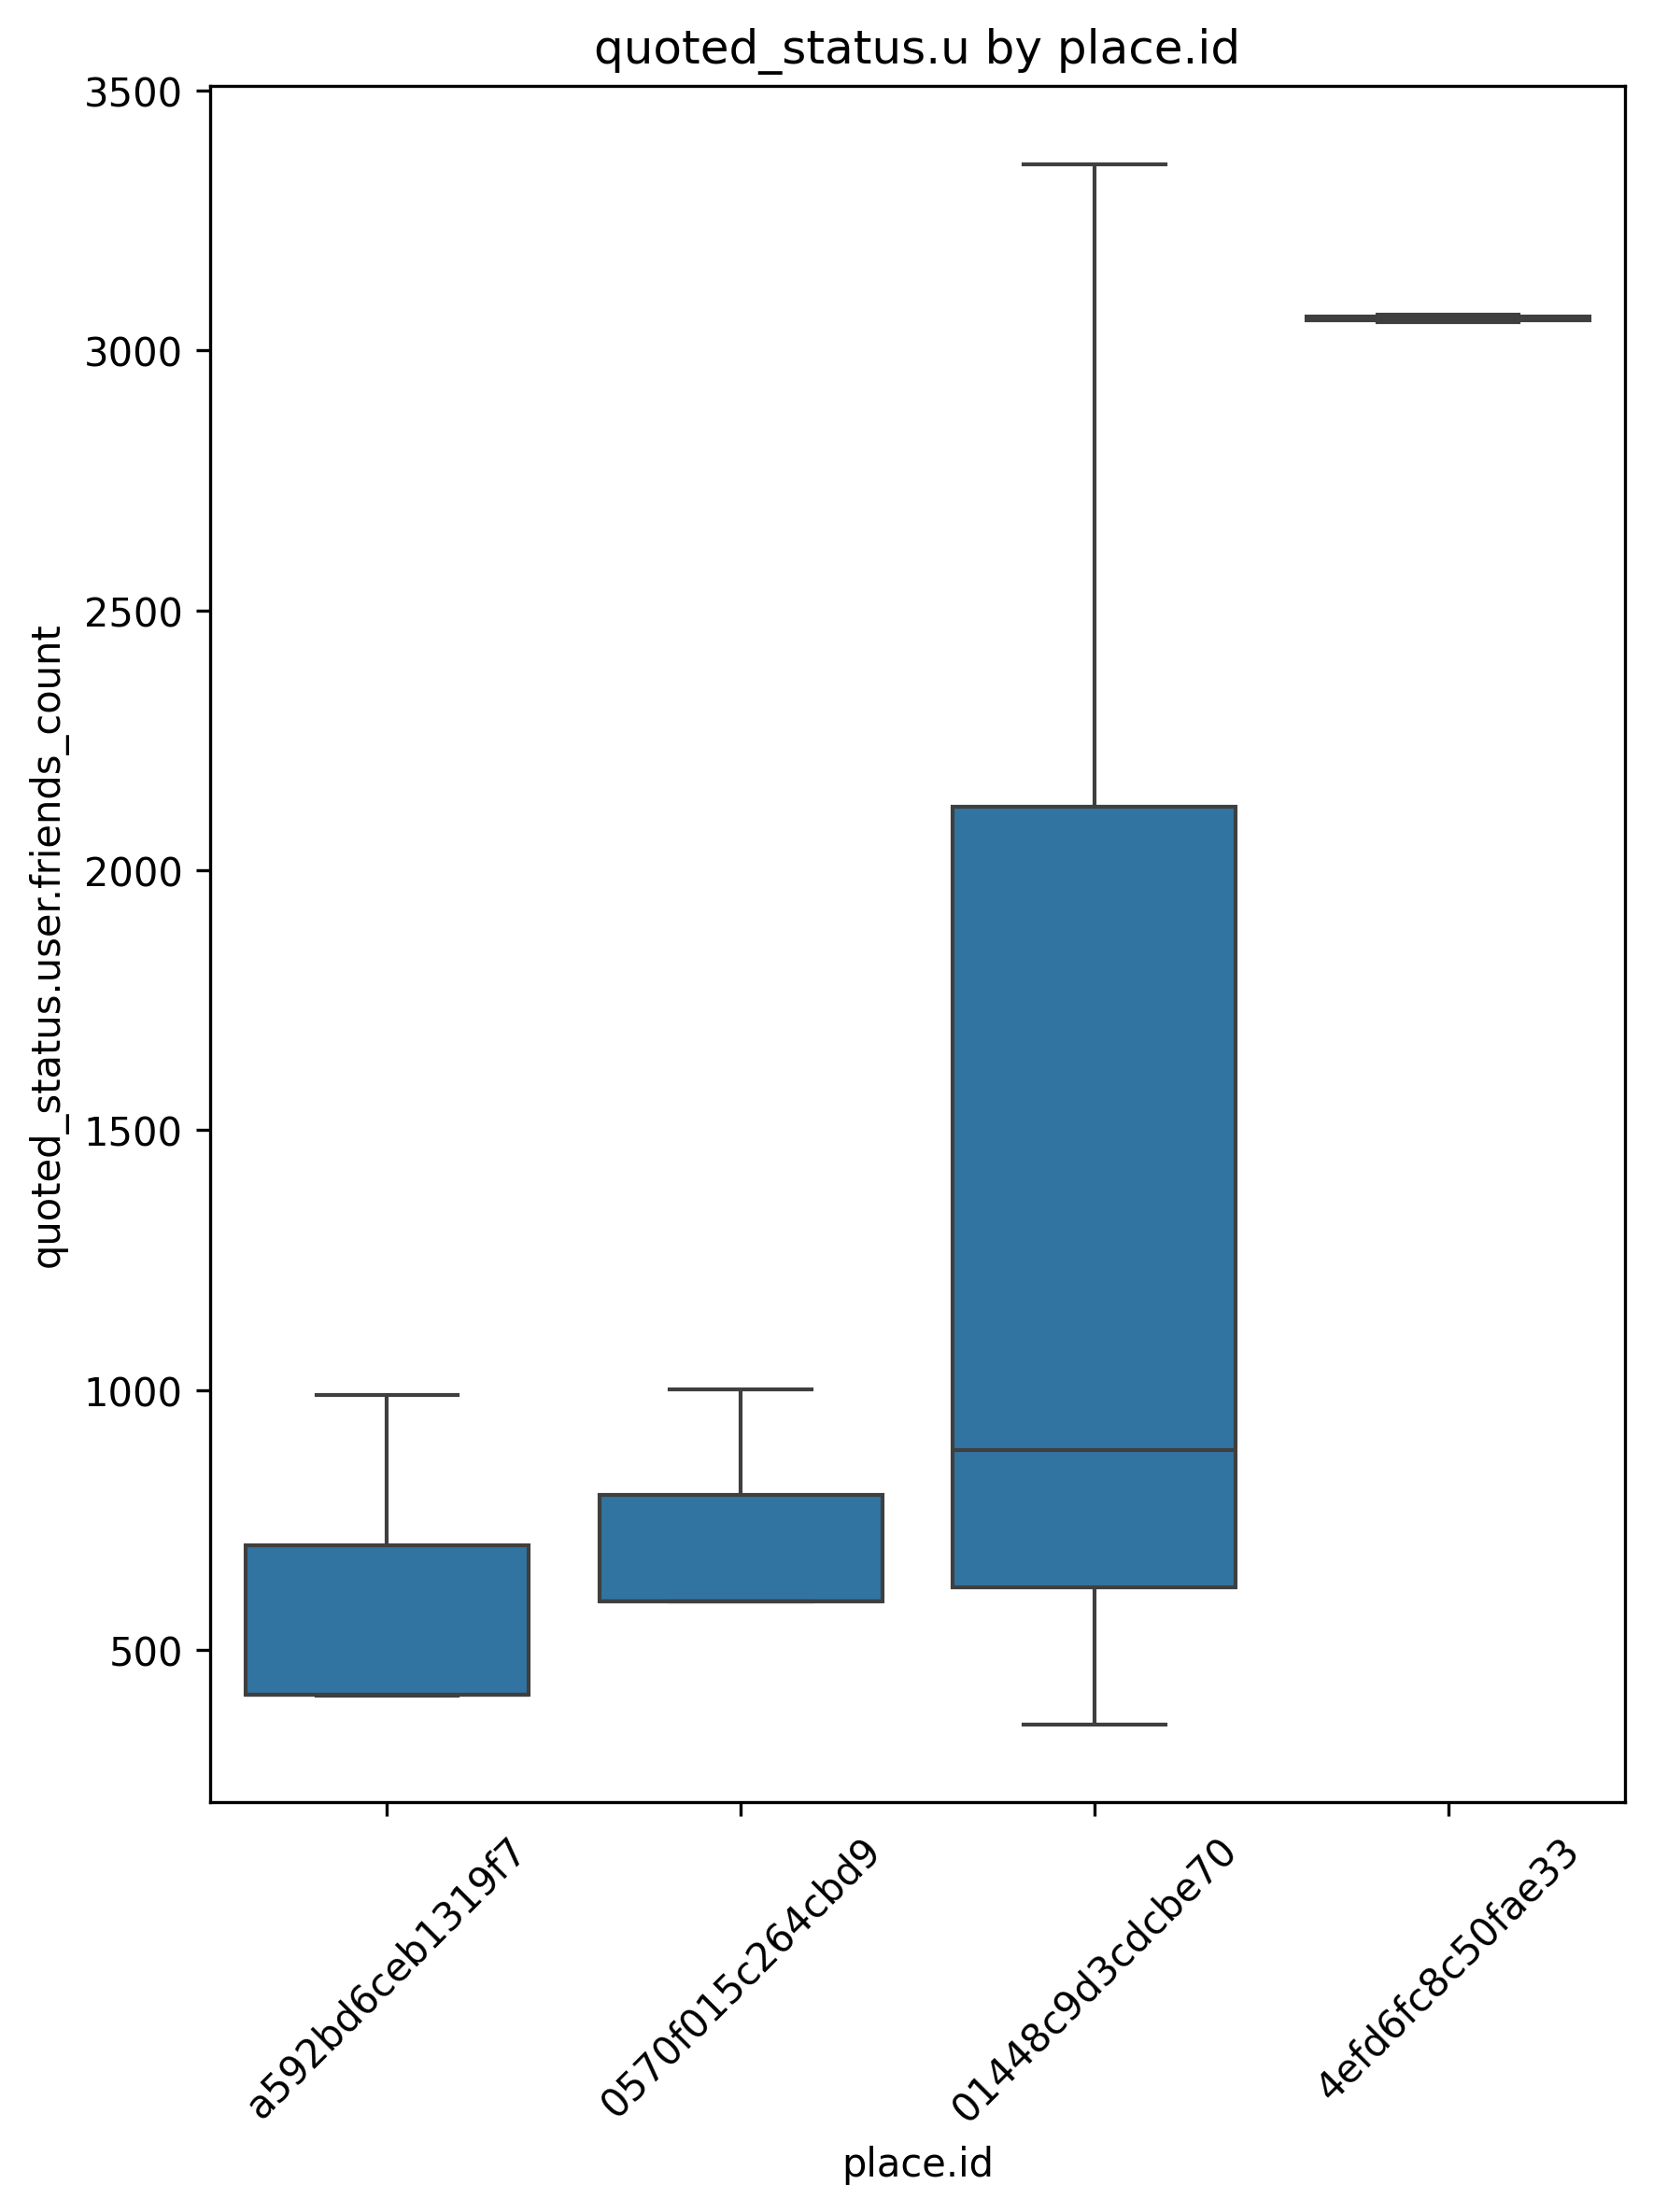 quoted_status.u by place.id
quoted_status.user.friends_count
3500
3000
2500
2000
1500
1000
500
a592bd6ceb1319f7
0570f015c264cbd9
01448c9d3cdcbe70
4efd6fc8c50fae33
place.id